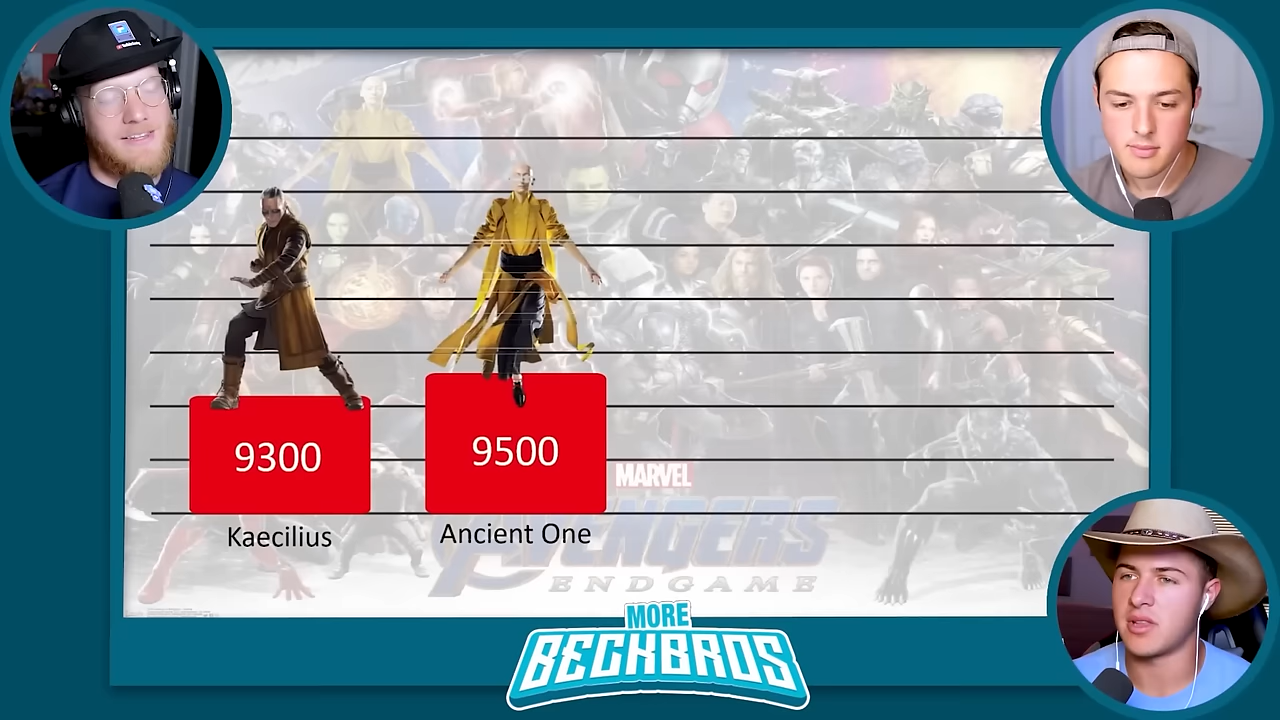 9300
9500
Kaecilius
Ancient One
MARVEL
AVENGERS
ENDGAME
MORE
BECKBROS